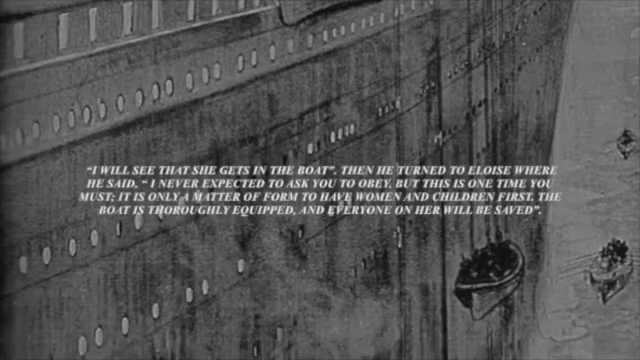 “I WILL SEE THAT SHE GETS IN THE BOAT”. THEN HE TURNED TO ELOISE WHERE
HE SAID, “ I NEVER EXPECTED TO ASK YOU TO OBEY, BUT THIS IS ONE TIME YOU
MUST; IT IS ONLY A MATTER OF FORM TO HAVE WOMEN AND CHILDREN FIRST. THE
BOAT IS THOROUGHLY EQUIPPED, AND EVERYONE ON HER WILL BE SAVED”.